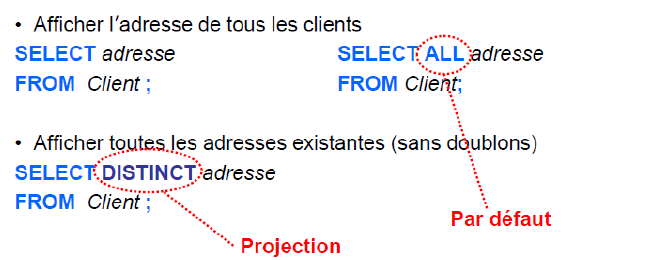 • Afficher l'adresse de tous les clients
SELECT adresse
FROM Client ;
SELECT ALL adresse
FROM Client;
• Afficher toutes les adresses existantes (sans doublons)
SELECT DISTINCT adresse
FROM Client ;
Par défaut
Projection